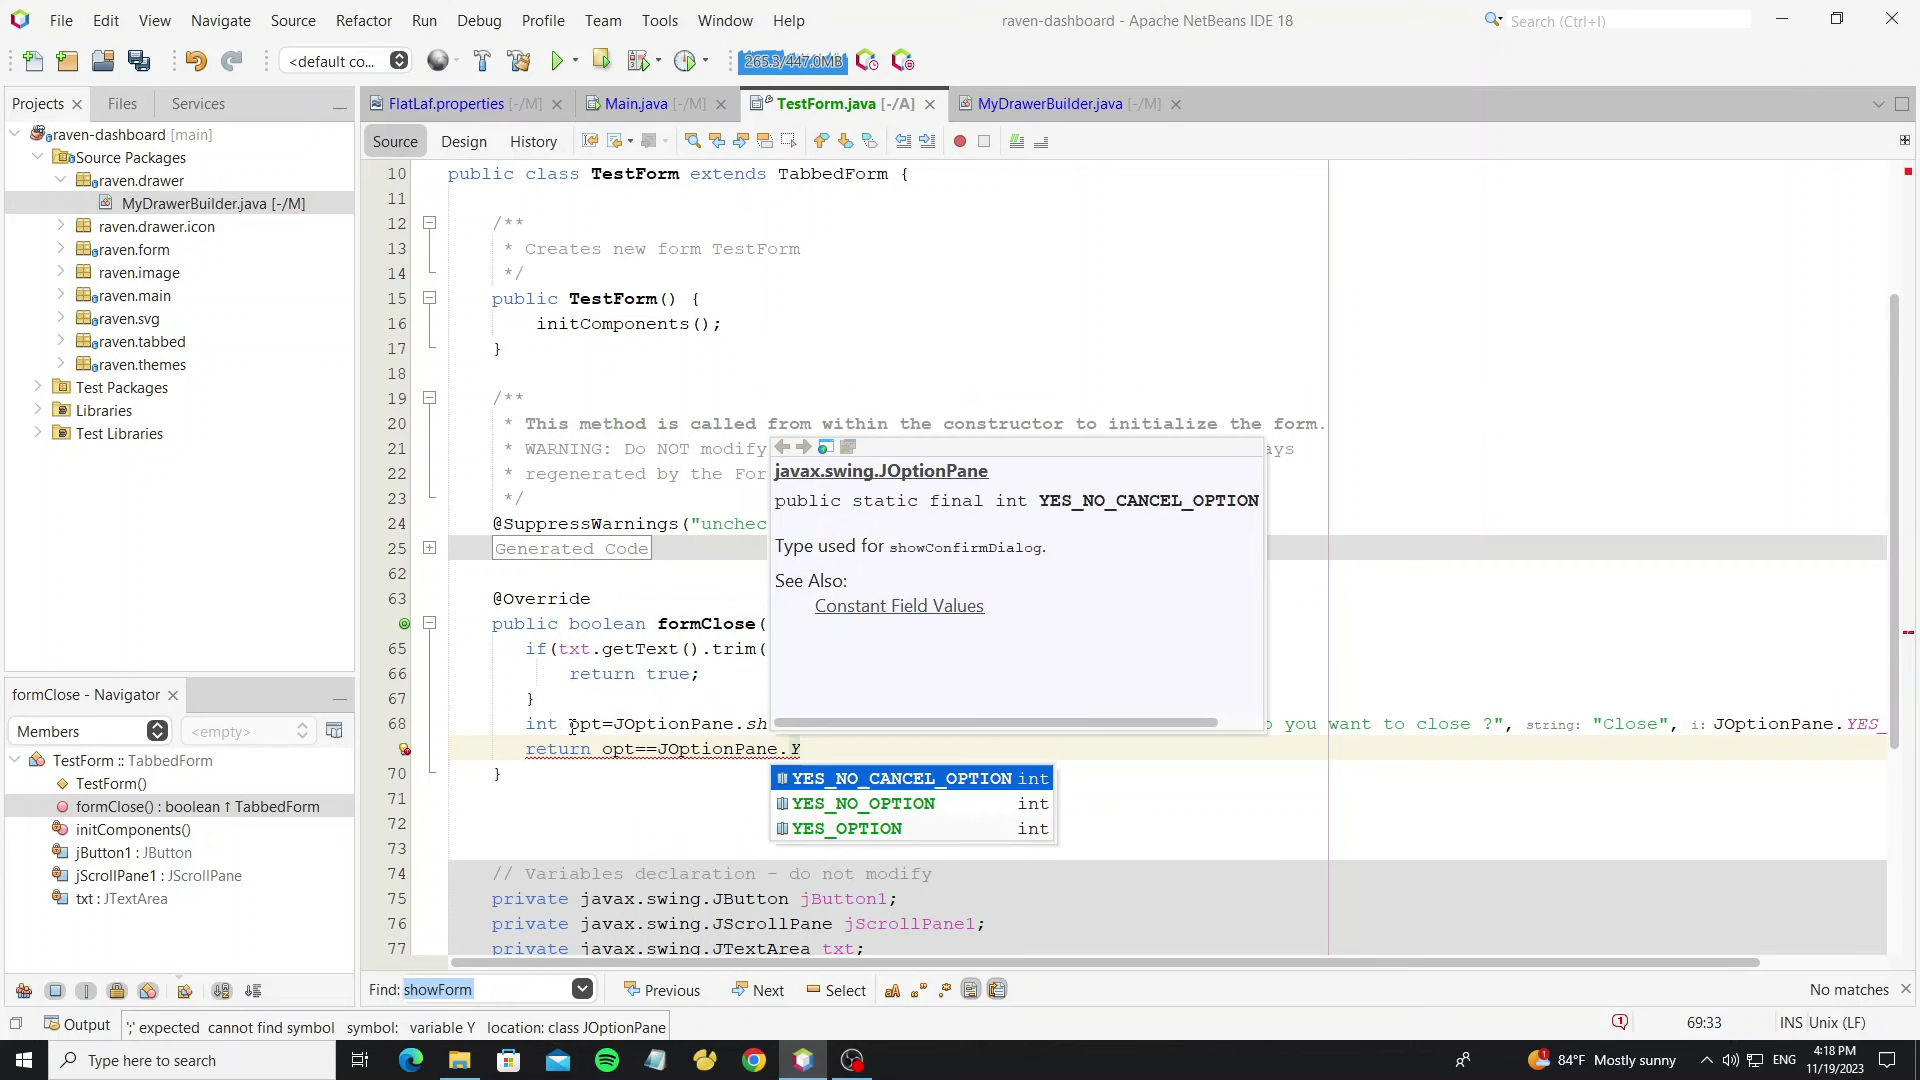 File Edit View Navigate Source Refactor Run Debug Profile Team Tools Window Help
raven-dashboard - Apache NetBeans IDE 18
Search (Ctrl+I)
<default co...
265.3/447.0MB
Projects
Files
Services
FlatLaf.properties [-/M]
Main.java [-/M]
TestForm.java [-/A]
MyDrawerBuilder.java [-/M]
Source
Design
History
raven-dashboard [main]
Source Packages
raven.drawer
MyDrawerBuilder.java [-/M]
raven.drawer.icon
raven.form
raven.image
raven.main
raven.svg
raven.tabbed
raven.themes
Test Packages
Libraries
Test Libraries
10 public class TestForm extends TabbedForm {
11
12 /**
13 * Creates new form TestForm
14 */
15 public TestForm() {
16 initComponents();
17 }
18
19 /**
20 * This method is called from within the constructor to initialize the form.
21 * WARNING: Do NOT modify
22 * regenerated by the For
23 */
24 @SuppressWarnings("unchec
25 Generated Code
62
63 @Override
public boolean formClose(
65 if(txt.getText().trim(
66 return true;
67 }
68 int opt=JOptionPane.sh o you want to close ?", string: "Close", i: JOptionPane.YES_
return opt==JOptionPane.Y
70 }
71
72
73
74 // Variables declaration - do not modify
75 private javax.swing.JButton jButton1;
76 private javax.swing.JScrollPane jScrollPane1;
77 private javax.swing.JTextArea txt;
javax.swing.JOptionPane
public static final int YES_NO_CANCEL_OPTION
Type used for showConfirmDialog.
See Also:
Constant Field Values
YES_NO_CANCEL_OPTION int
YES_NO_OPTION int
YES_OPTION int
formClose - Navigator
Members
<empty>
TestForm :: TabbedForm
TestForm()
formClose() : boolean ↑ TabbedForm
initComponents()
jButton1 : JButton
jScrollPane1 : JScrollPane
txt : JTextArea
Find: showForm
Previous
Next
Select
No matches
Output
';' expected cannot find symbol symbol: variable Y location: class JOptionPane
69:33
INS Unix (LF)
Type here to search
84°F Mostly sunny
ENG
4:18 PM
11/19/2023